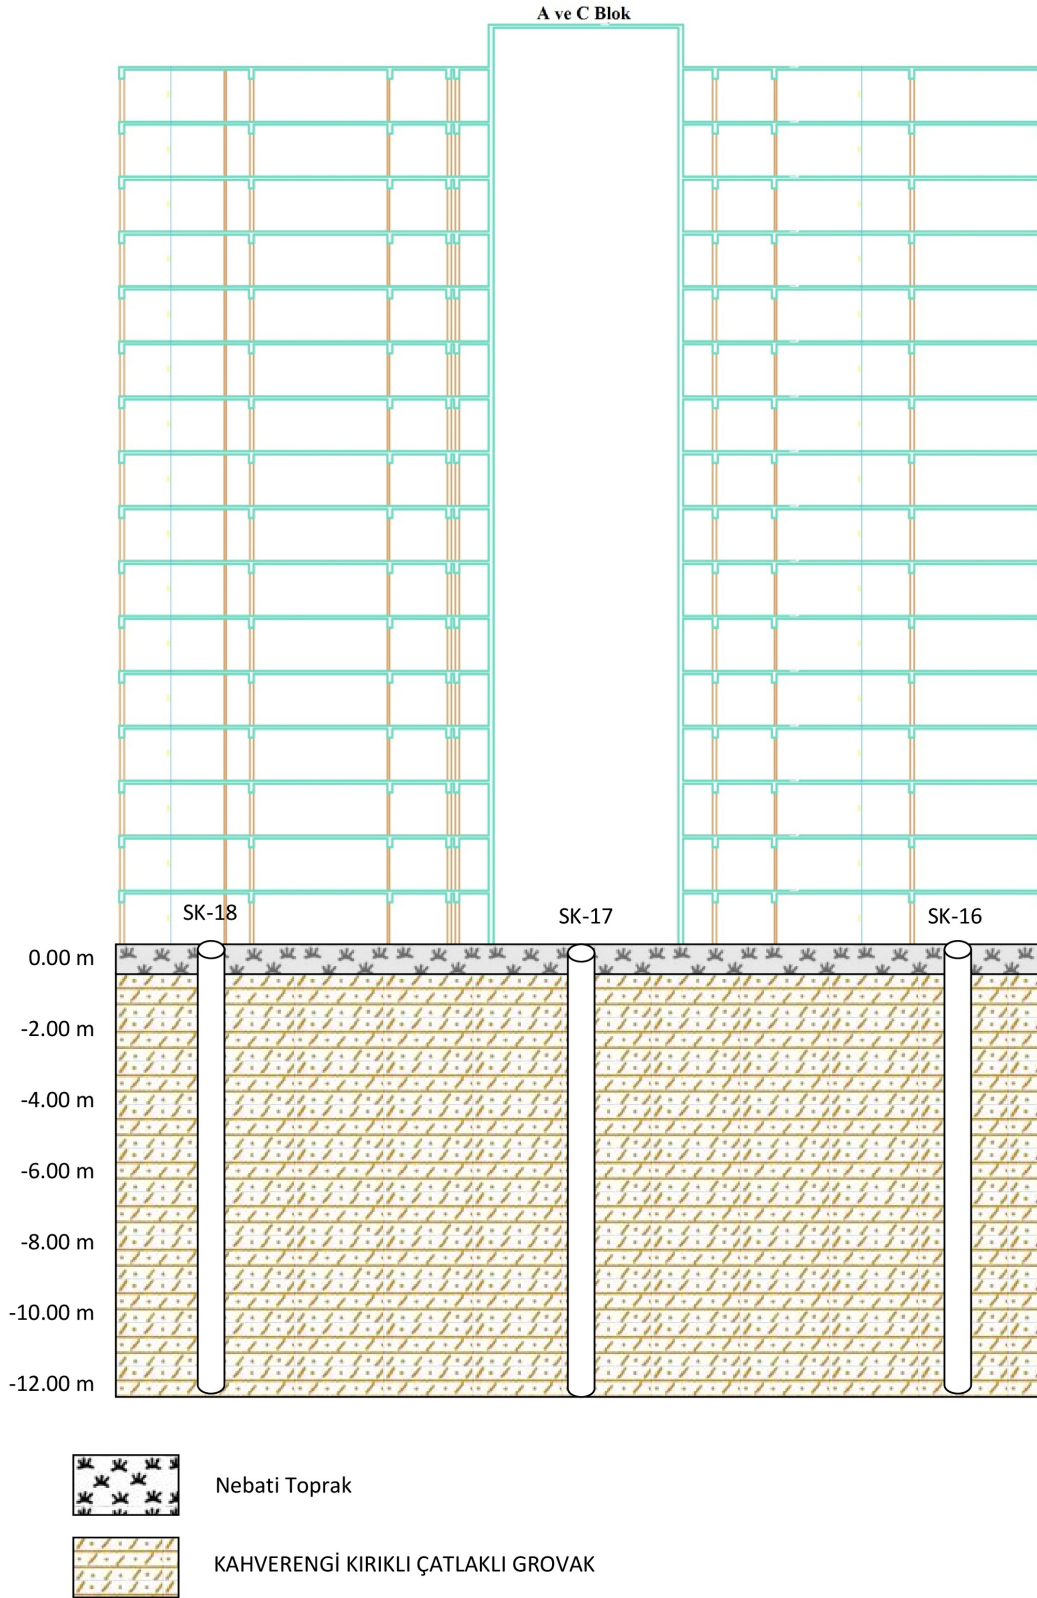 A ve C Blok
SK-18
SK-17
SK-16
0.00 m
-2.00 m
-4.00 m
-6.00 m
-8.00 m
-10.00 m
-12.00 m
Nebati Toprak
KAHVERENGİ KIRIKLI ÇATLAKLI GROVAK